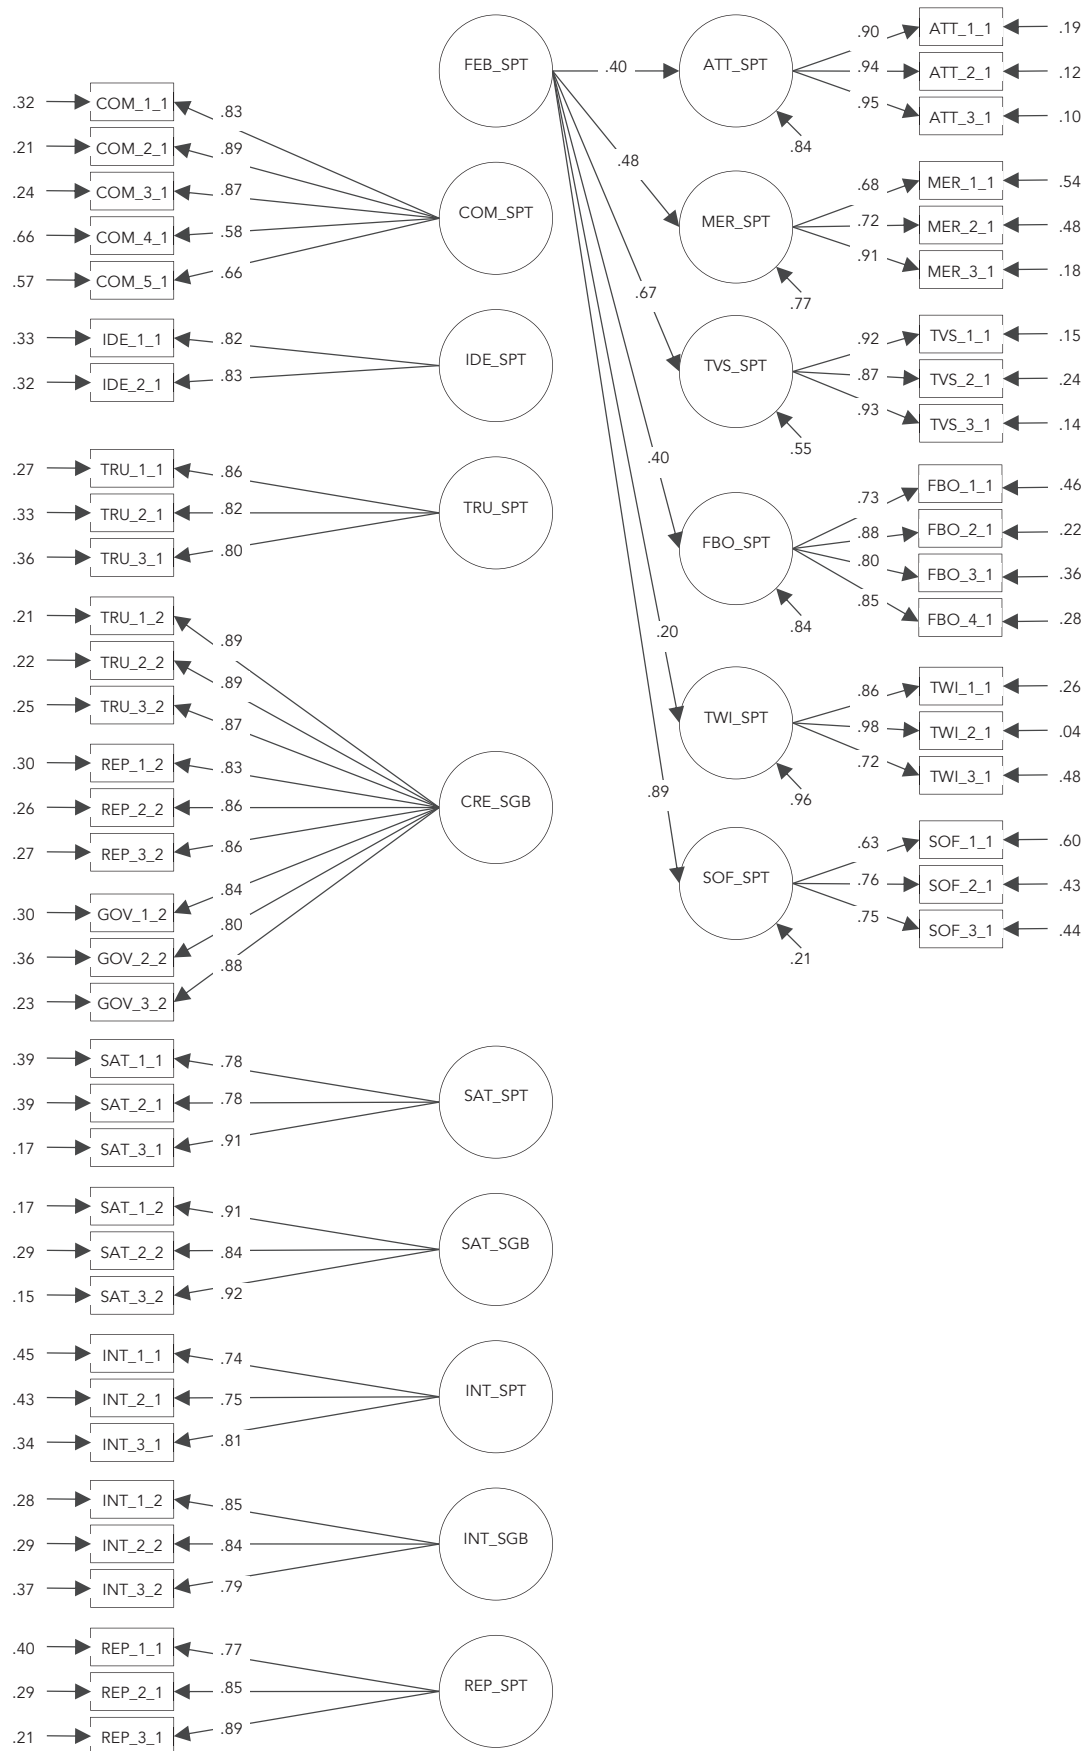 FEB_SPT
.40
ATT_SPT
.84
.90
ATT_1_1
.19
.94
ATT_2_1
.12
.95
ATT_3_1
.10
.48
MER_SPT
.77
.68
MER_1_1
.54
.72
MER_2_1
.48
.91
MER_3_1
.18
.67
TVS_SPT
.55
.92
TVS_1_1
.15
.87
TVS_2_1
.24
.93
TVS_3_1
.14
.40
FBO_SPT
.84
.73
FBO_1_1
.46
.88
FBO_2_1
.22
.80
FBO_3_1
.36
.85
FBO_4_1
.28
.20
TWI_SPT
.96
.86
TWI_1_1
.26
.98
TWI_2_1
.04
.72
TWI_3_1
.48
.89
SOF_SPT
.21
.63
SOF_1_1
.60
.76
SOF_2_1
.43
.75
SOF_3_1
.44
.32
COM_1_1
.83
.21
COM_2_1
.89
.24
COM_3_1
.87
.66
COM_4_1
.58
.57
COM_5_1
.66
COM_SPT
.33
IDE_1_1
.82
.32
IDE_2_1
.83
IDE_SPT
.27
TRU_1_1
.86
.33
TRU_2_1
.82
.36
TRU_3_1
.80
TRU_SPT
.21
TRU_1_2
.89
.22
TRU_2_2
.89
.25
TRU_3_2
.87
.30
REP_1_2
.83
.26
REP_2_2
.86
.27
REP_3_2
.86
.30
GOV_1_2
.84
.36
GOV_2_2
.80
.23
GOV_3_2
.88
CRE_SGB
.39
SAT_1_1
.78
.39
SAT_2_1
.78
.17
SAT_3_1
.91
SAT_SPT
.17
SAT_1_2
.91
.29
SAT_2_2
.84
.15
SAT_3_2
.92
SAT_SGB
.45
INT_1_1
.74
.43
INT_2_1
.75
.34
INT_3_1
.81
INT_SPT
.28
INT_1_2
.85
.29
INT_2_2
.84
.37
INT_3_2
.79
INT_SGB
.40
REP_1_1
.77
.29
REP_2_1
.85
.21
REP_3_1
.89
REP_SPT